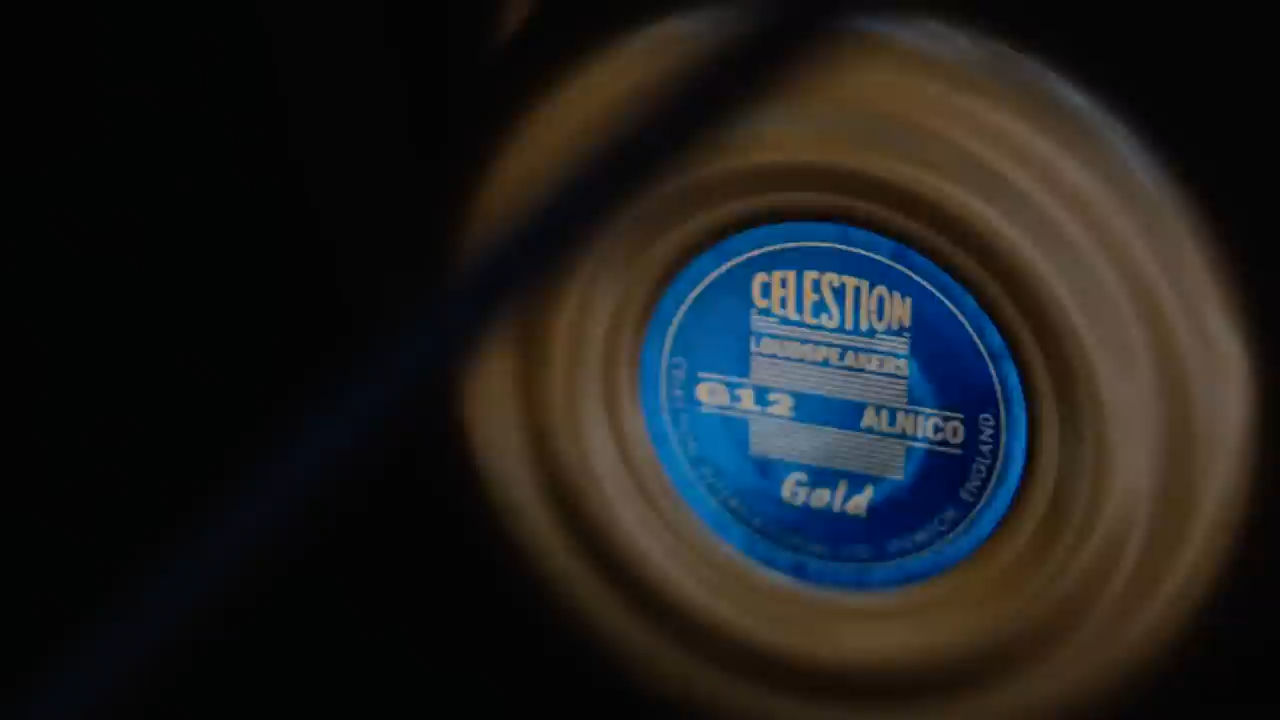 CELESTION
LOUDSPEAKERS
G12 ALNICO
Gold
ENGLAND